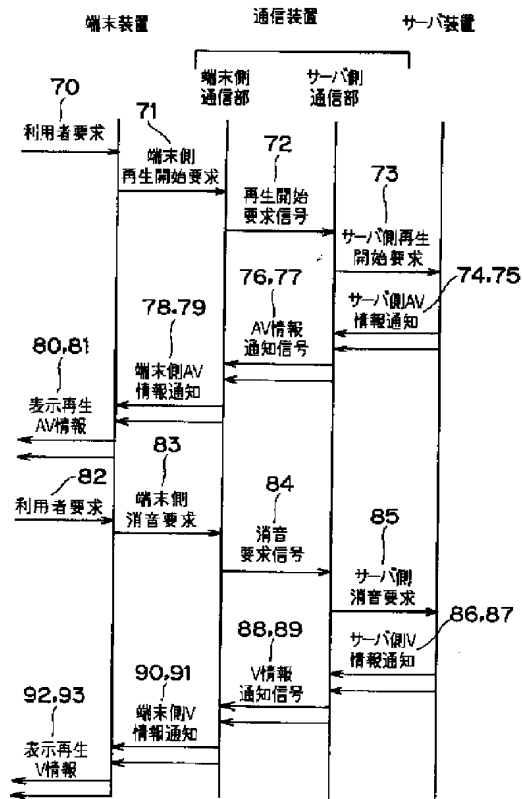 端末装置
通信装置
サーバ装置
端末側
通信部
サーバ側
通信部
70
利用者要求
71
端末側
再生開始要求
72
再生開始
要求信号
73
サーバ側再生
開始要求
74,75
サーバ側AV
情報通知
76,77
AV情報
通知信号
78,79
端末側AV
情報通知
80,81
表示再生
AV情報
82
利用者要求
83
端末側
消音要求
84
消音
要求信号
85
サーバ側
消音要求
86,87
サーバ側V
情報通知
88,89
V情報
通知信号
90,91
端末側V
情報通知
92,93
表示再生
V情報